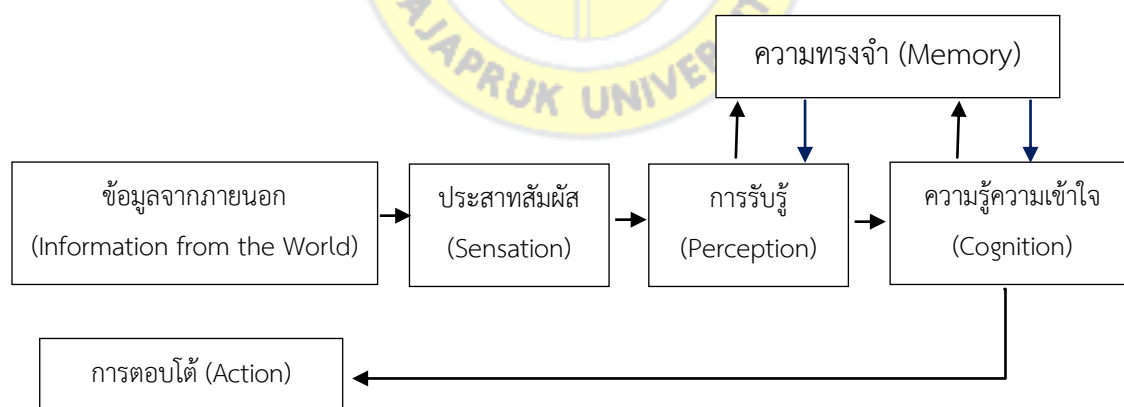 RAJAPRUK UNIVER
ความทรงจำ (Memory)
ข้อมูลจากภายนอก
(Information from the World)
ประสาทสัมผัส
(Sensation)
การรับรู้
(Perception)
ความรู้ความเข้าใจ
(Cognition)
การตอบโต้ (Action)